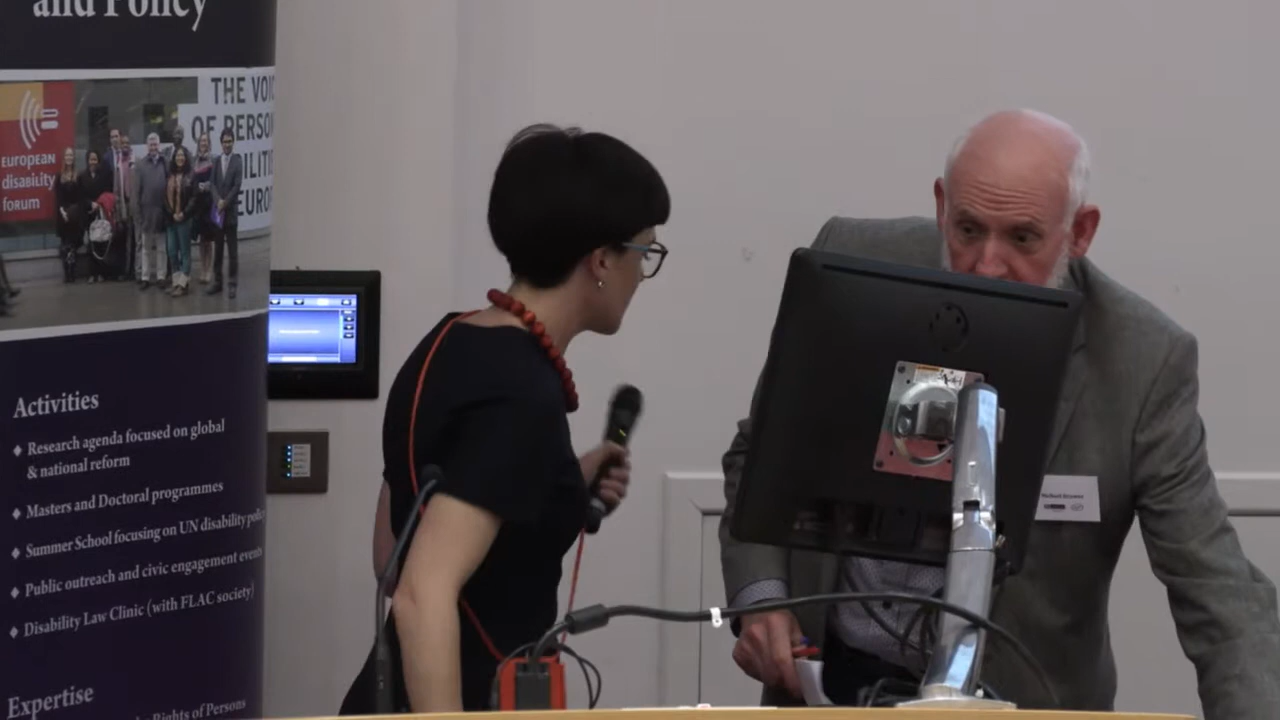 and Policy
THE VOI
OF PERSO
ILITI
EURO
EUROPEAN
disability
forum
Activities
♦ Research agenda focused on global
& national reform
♦ Masters and Doctoral programmes
♦ Summer School focusing on UN disability polic
♦ Public outreach and civic engagement event
♦ Disability Law Clinic (with FLAC society)
Expertise
Rights of Persons